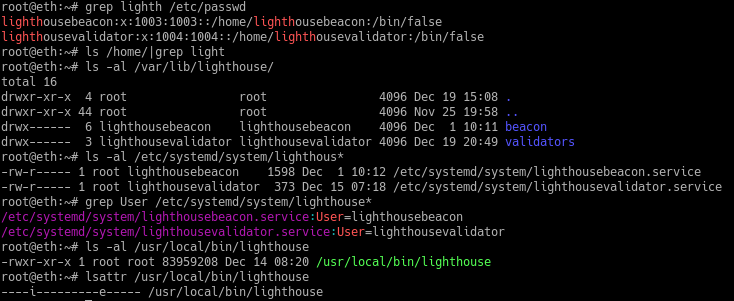 root@eth:~# grep lighth /etc/passwd
lighthousebeacon:x:1003:1003::/home/lighthousebeacon:/bin/false
lighthousevalidator:x:1004:1004::/home/lighthousevalidator:/bin/false
root@eth:~# ls /home/|grep light
root@eth:~# ls -al /var/lib/lighthouse/
total 16
drwxr-xr-x  4 root                root                4096 Dec 19 15:08 .
drwxr-xr-x 44 root                root                4096 Nov 25 19:58 ..
drwx------  6 lighthousebeacon    lighthousebeacon    4096 Dec  1 10:11 beacon
drwx------  3 lighthousevalidator lighthousevalidator 4096 Dec 19 20:49 validators
root@eth:~# ls -al /etc/systemd/system/lighthous*
-rw-r----- 1 root lighthousebeacon    1598 Dec  1 10:12 /etc/systemd/system/lighthousebeacon.service
-rw-r----- 1 root lighthousevalidator  373 Dec 15 07:18 /etc/systemd/system/lighthousevalidator.service
root@eth:~# grep User /etc/systemd/system/lighthouse*
/etc/systemd/system/lighthousebeacon.service:User=lighthousebeacon
/etc/systemd/system/lighthousevalidator.service:User=lighthousevalidator
root@eth:~# ls -al /usr/local/bin/lighthouse
-rwxr-xr-x 1 root root 83959208 Dec 14 08:20 /usr/local/bin/lighthouse
root@eth:~# lsattr /usr/local/bin/lighthouse
----i---------e----- /usr/local/bin/lighthouse